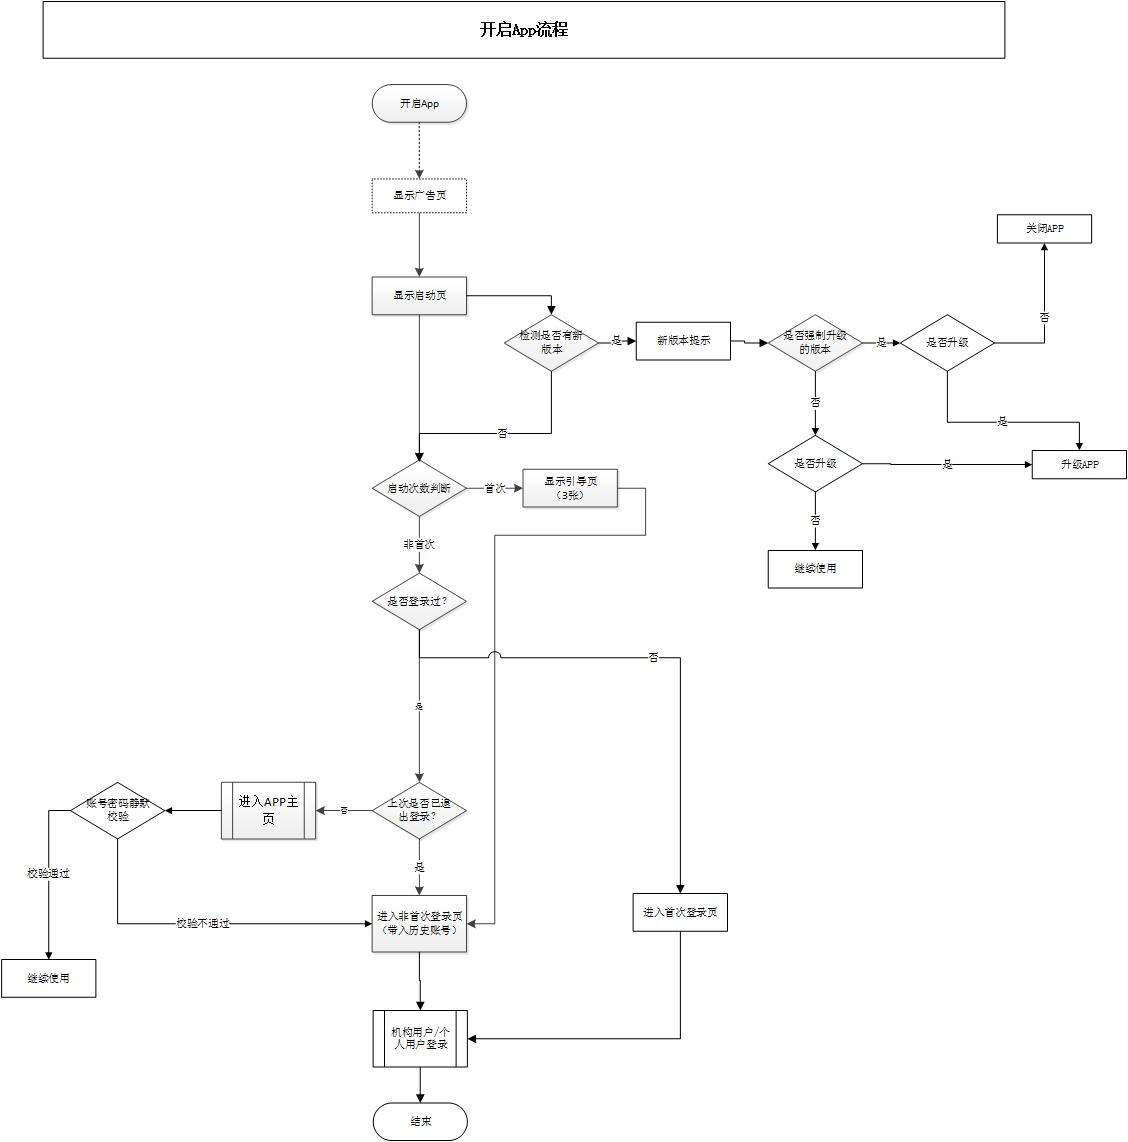 开启App流程
开启App
显示广告页
关闭APP
显示启动页
否
检测是否有新
版本
是
新版本提示
是否强制升级
的版本
是
是否升级
否
是
否
是否升级
是
升级APP
启动次数判断
首次
显示引导页
（3张）
否
非首次
继续使用
是否登录过？
否
是
账号密码静默
校验
进入APP主
页
否
上次是否已退
出登录？
校验通过
是
校验不通过
进入非首次登录页
（带入历史账号）
进入首次登录页
继续使用
机构用户/个
人用户登录
结束